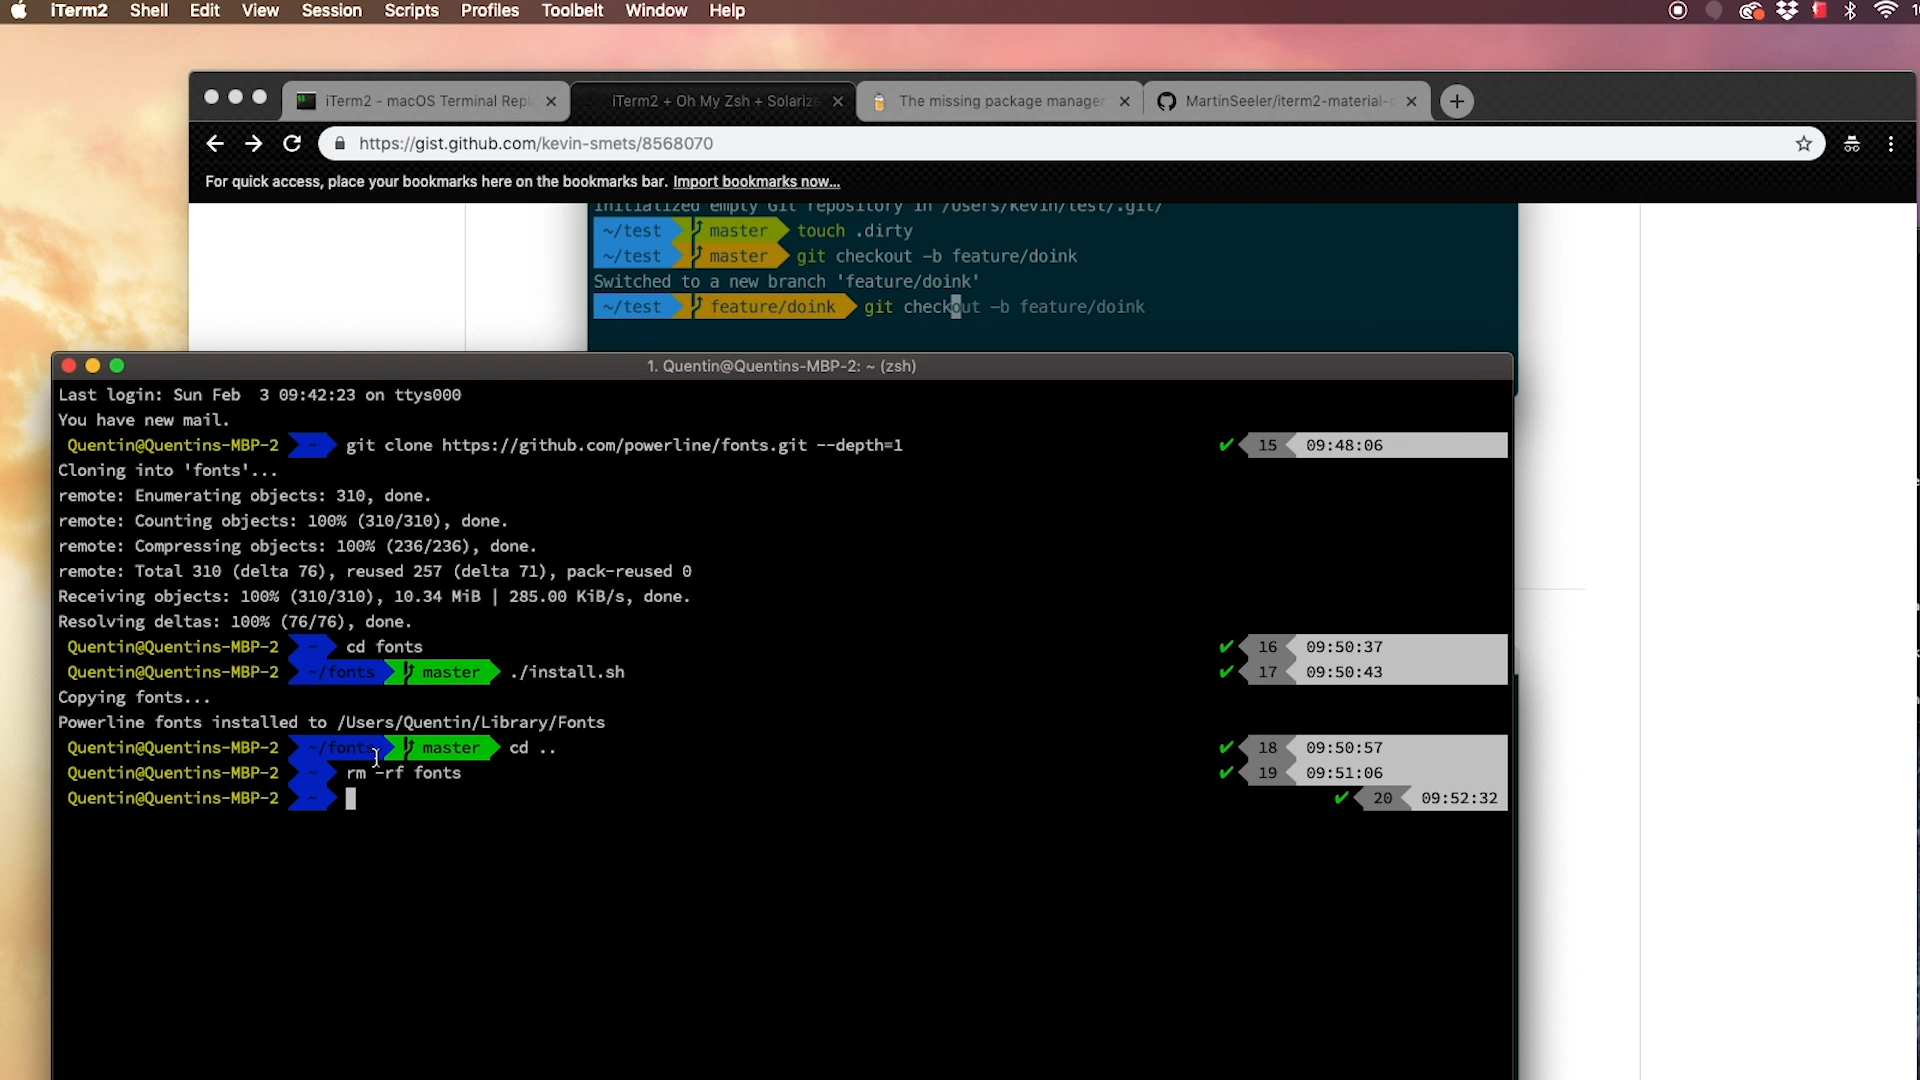 iTerm2 Shell Edit View Session Scripts Profiles Toolbelt Window Help
iTerm2 - macOS Terminal Repl iTerm2 + Oh My Zsh + Solarize The missing package manager MartinSeeler/iterm2-material-c
https://gist.github.com/kevin-smets/8568070
For quick access, place your bookmarks here on the bookmarks bar. Import bookmarks now...
Initialized empty Git repository in /Users/kevin/test/.git/
~/test master touch .dirty
~/test master git checkout -b feature/doink
Switched to a new branch 'feature/doink'
~/test feature/doink git checkout -b feature/doink
1. Quentin@Quentins-MBP-2: ~ (zsh)
Last login: Sun Feb  3 09:42:23 on ttys000
You have new mail.
Quentin@Quentins-MBP-2 ~ git clone https://github.com/powerline/fonts.git --depth=1 ✔ 15 09:48:06
Cloning into 'fonts'...
remote: Enumerating objects: 310, done.
remote: Counting objects: 100% (310/310), done.
remote: Compressing objects: 100% (236/236), done.
remote: Total 310 (delta 76), reused 257 (delta 71), pack-reused 0
Receiving objects: 100% (310/310), 10.34 MiB | 285.00 KiB/s, done.
Resolving deltas: 100% (76/76), done.
Quentin@Quentins-MBP-2 ~ cd fonts ✔ 16 09:50:37
Quentin@Quentins-MBP-2 ~/fonts master ./install.sh ✔ 17 09:50:43
Copying fonts...
Powerline fonts installed to /Users/Quentin/Library/Fonts
Quentin@Quentins-MBP-2 ~/fonts master cd .. ✔ 18 09:50:57
Quentin@Quentins-MBP-2 ~ rm -rf fonts ✔ 19 09:51:06
Quentin@Quentins-MBP-2 ~ ✔ 20 09:52:32